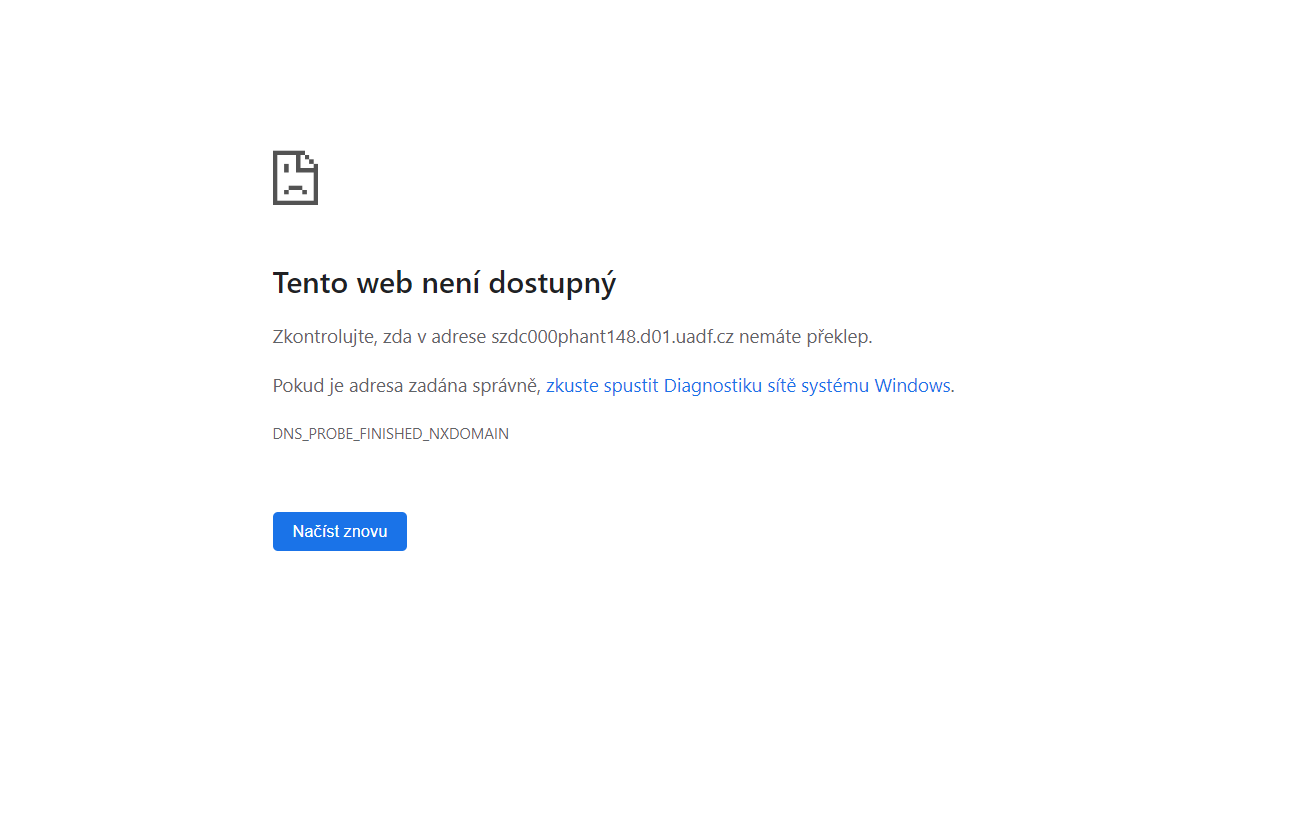 Tento web není dostupný
Zkontrolujte, zda v adrese szdc000phant148.d01.uadf.cz nemáte překlep.
Pokud je adresa zadána správně, zkuste spustit Diagnostiku sítě systému Windows.
DNS_PROBE_FINISHED_NXDOMAIN
Načíst znovu